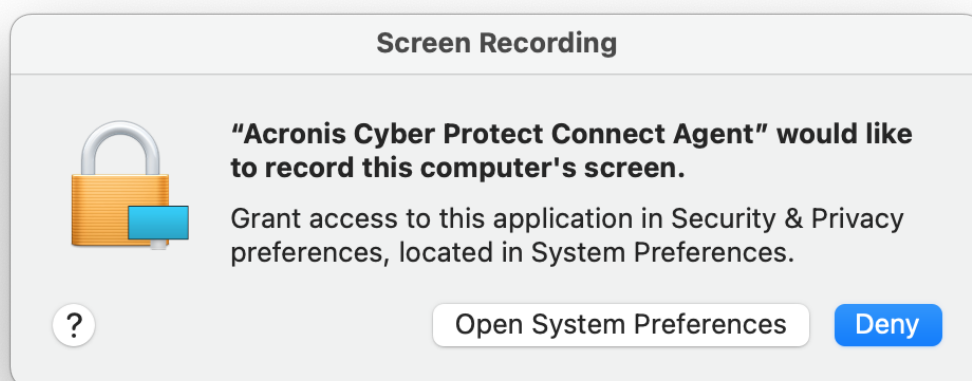 Screen Recording
“Acronis Cyber Protect Connect Agent” would like
to record this computer's screen.
Grant access to this application in Security & Privacy
preferences, located in System Preferences.
? Open System Preferences Deny